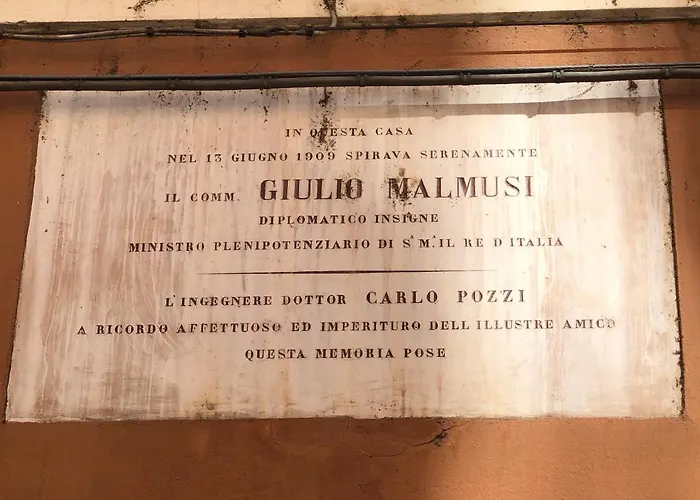 IN QUESTA CASA
NEL 13 GIUGNO 1909 SPIRAVA SERENAMENTE
IL COMM. GIULIO MALMUSI
DIPLOMATICO INSIGNE
MINISTRO PLENIPOTENZIARIO DI S.A M.A IL RE D'ITALIA
L'INGEGNERE DOTTOR CARLO POZZI
A RICORDO AFFETTUOSO ED IMPERITURO DELL'ILLUSTRE AMICO
QUESTA MEMORIA POSE